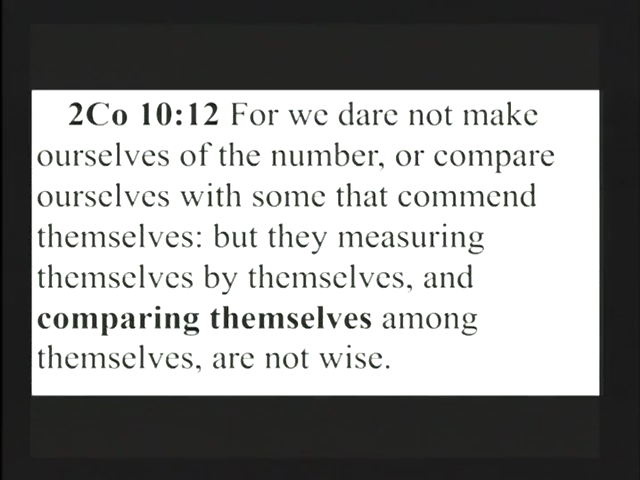 2Co 10:12 For we dare not make
ourselves of the number, or compare
ourselves with some that commend
themselves: but they measuring
themselves by themselves, and
comparing themselves among
themselves, are not wise.